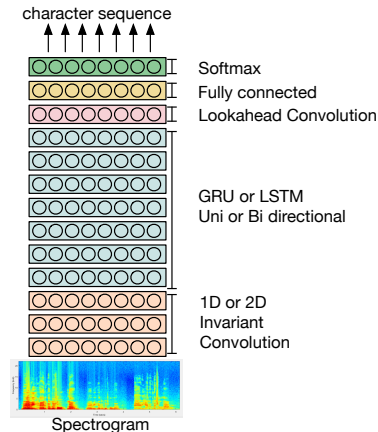 character sequence
Softmax
Fully connected
Lookahead Convolution
GRU or LSTM
Uni or Bi directional
1D or 2D
Invariant
Convolution
Spectrogram